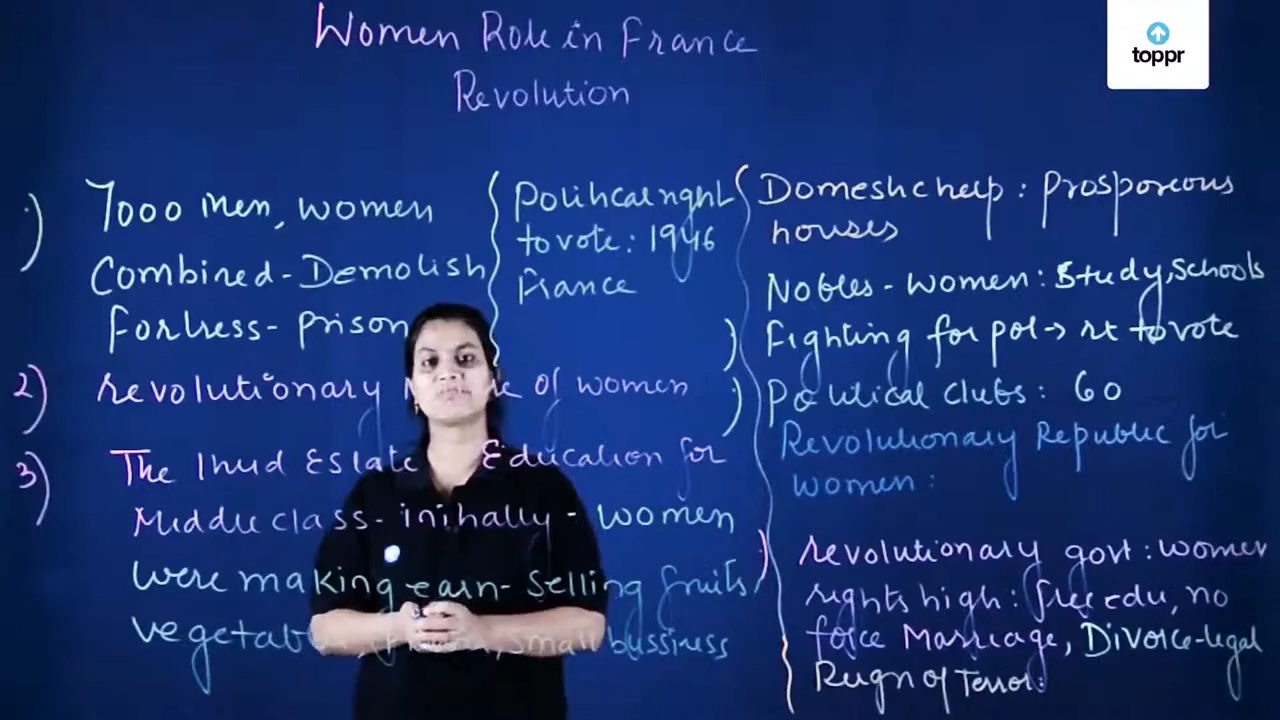 Women Role in France
Revolution
toppr
1) 7000 men, women
Combined - Demolish
fortress - prison
2) revolutionary of women
3) The Third Estate Education for
Middle class - initially - women
were making earn - selling fruits
small bussiness
Political right
to vote : 1946
France
Domestic help : prosporeous
houses
Nobles - women : Study, schools
) Fighting for pol → rt to vote
) Political clubs : 60
Revolutionary Republic for
women :
) revolutionary govt : women
rights high : free edu, no
force Marriage, Divorce - legal
Reign of Terror :